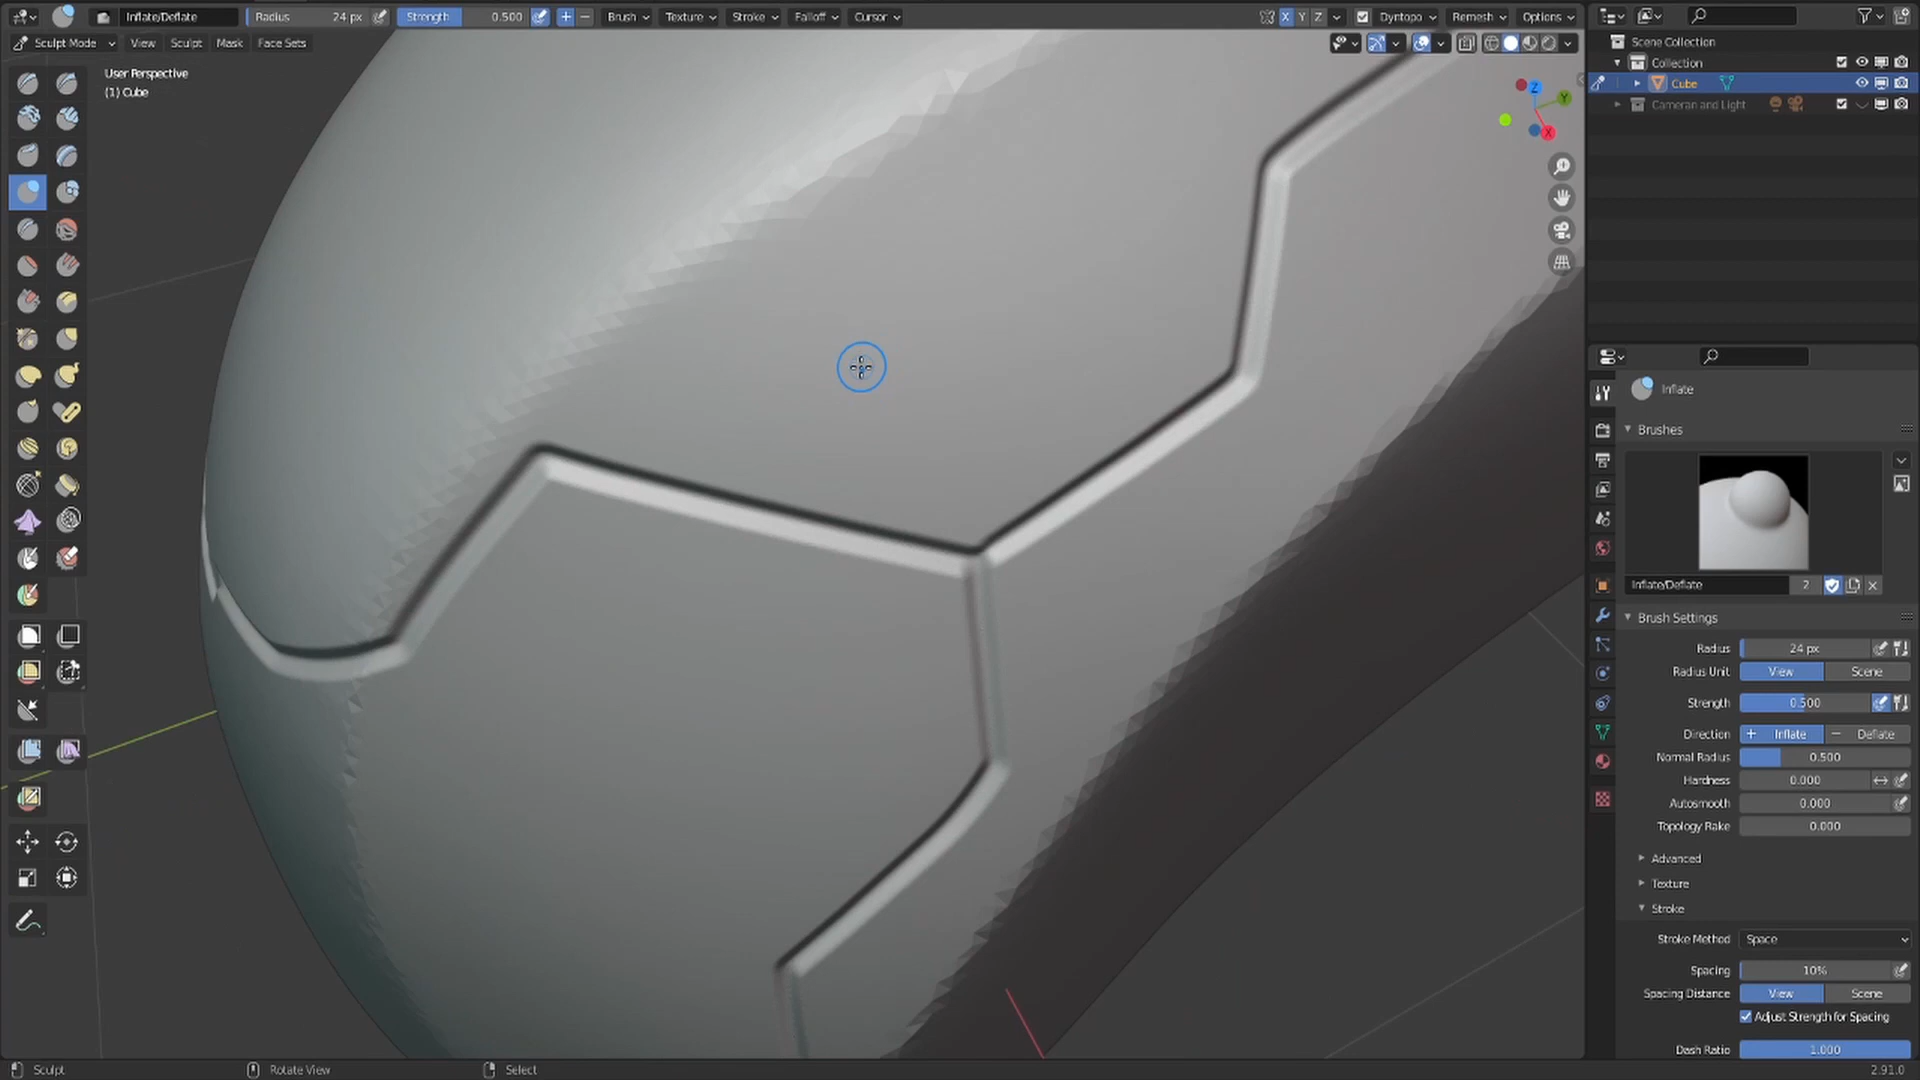 Inflate/Deflate Radius 24 px Strength 0.500 Brush Texture Stroke Falloff Cursor X Y Z Dyntopo Remesh Options
Sculpt Mode View Sculpt Mask Face Sets
User Perspective
(1) Cube
Z
Y
X
Scene Collection
Collection
Cube
Cameran and Light
Inflate
Brushes
Inflate/Deflate 2
Brush Settings
Radius 24 px
Radius Unit View Scene
Strength 0.500
Direction + Inflate − Deflate
Normal Radius 0.500
Hardness 0.000
Autosmooth 0.000
Topology Rake 0.000
Advanced
Texture
Stroke
Stroke Method Space
Spacing 10%
Spacing Distance View Scene
Adjust Strength for Spacing
Dash Ratio 1.000
Sculpt Rotate View Select 2.91.0